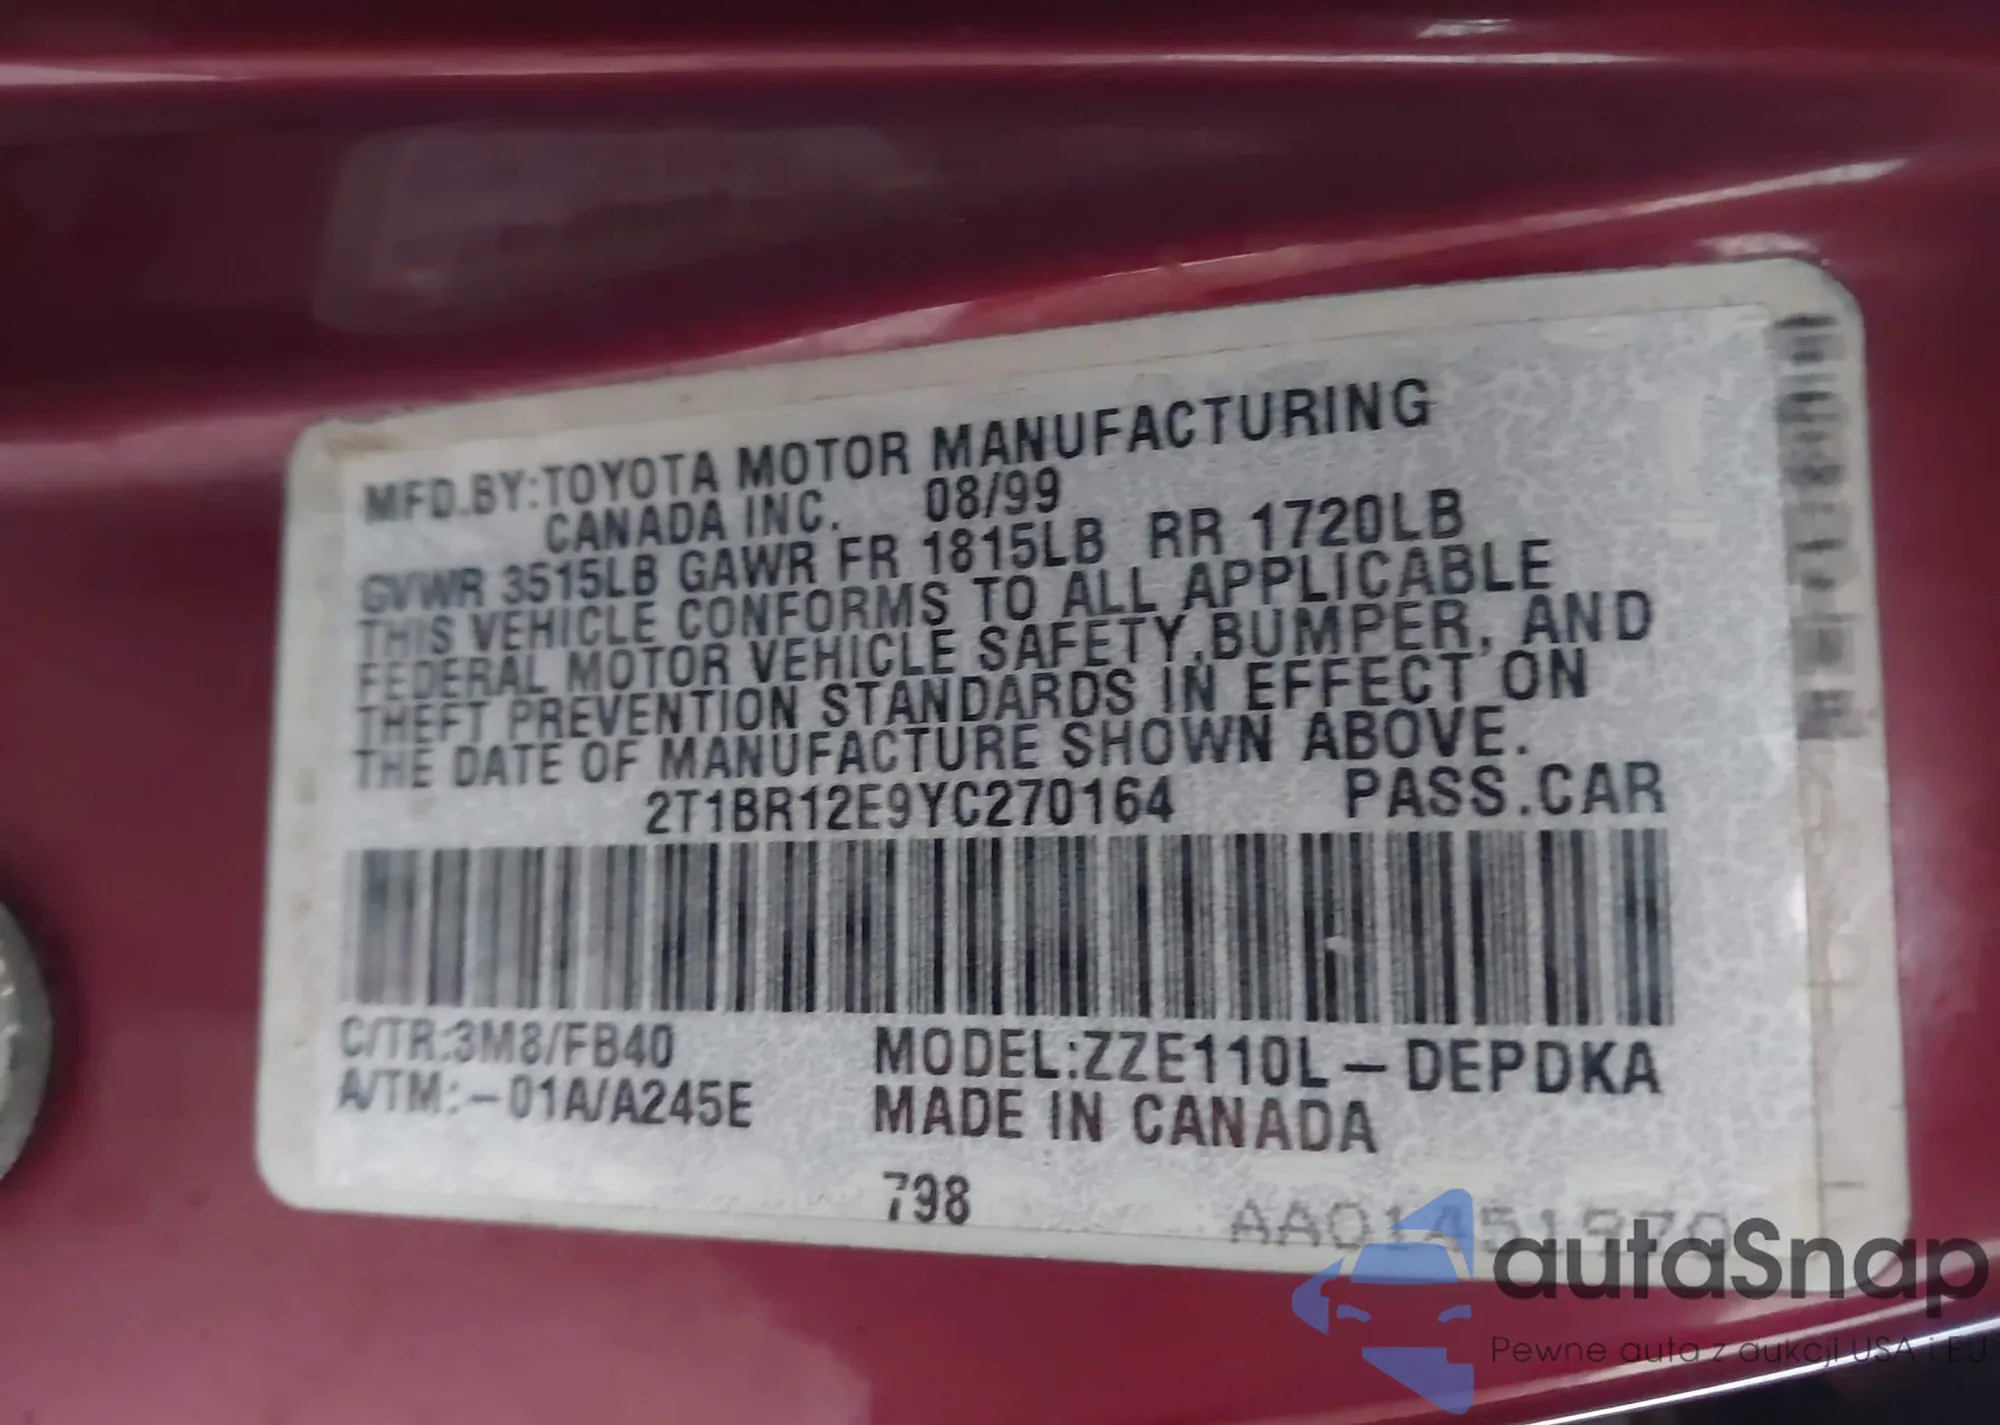 MFD.BY:TOYOTA MOTOR MANUFACTURING
CANADA INC. 08/99
GVWR 3515LB GAWR FR 1815LB RR 1720LB
THIS VEHICLE CONFORMS TO ALL APPLICABLE
FEDERAL MOTOR VEHICLE SAFETY,BUMPER, AND
THEFT PREVENTION STANDARDS IN EFFECT ON
THE DATE OF MANUFACTURE SHOWN ABOVE.
2T1BR12E9YC270164 PASS.CAR
C/TR:3M8/FB40 MODEL:ZZE110L-DEPDKA
A/TM:-01A/A245E MADE IN CANADA
798
autaSnap
Pewne auta z aukcji USA i EU